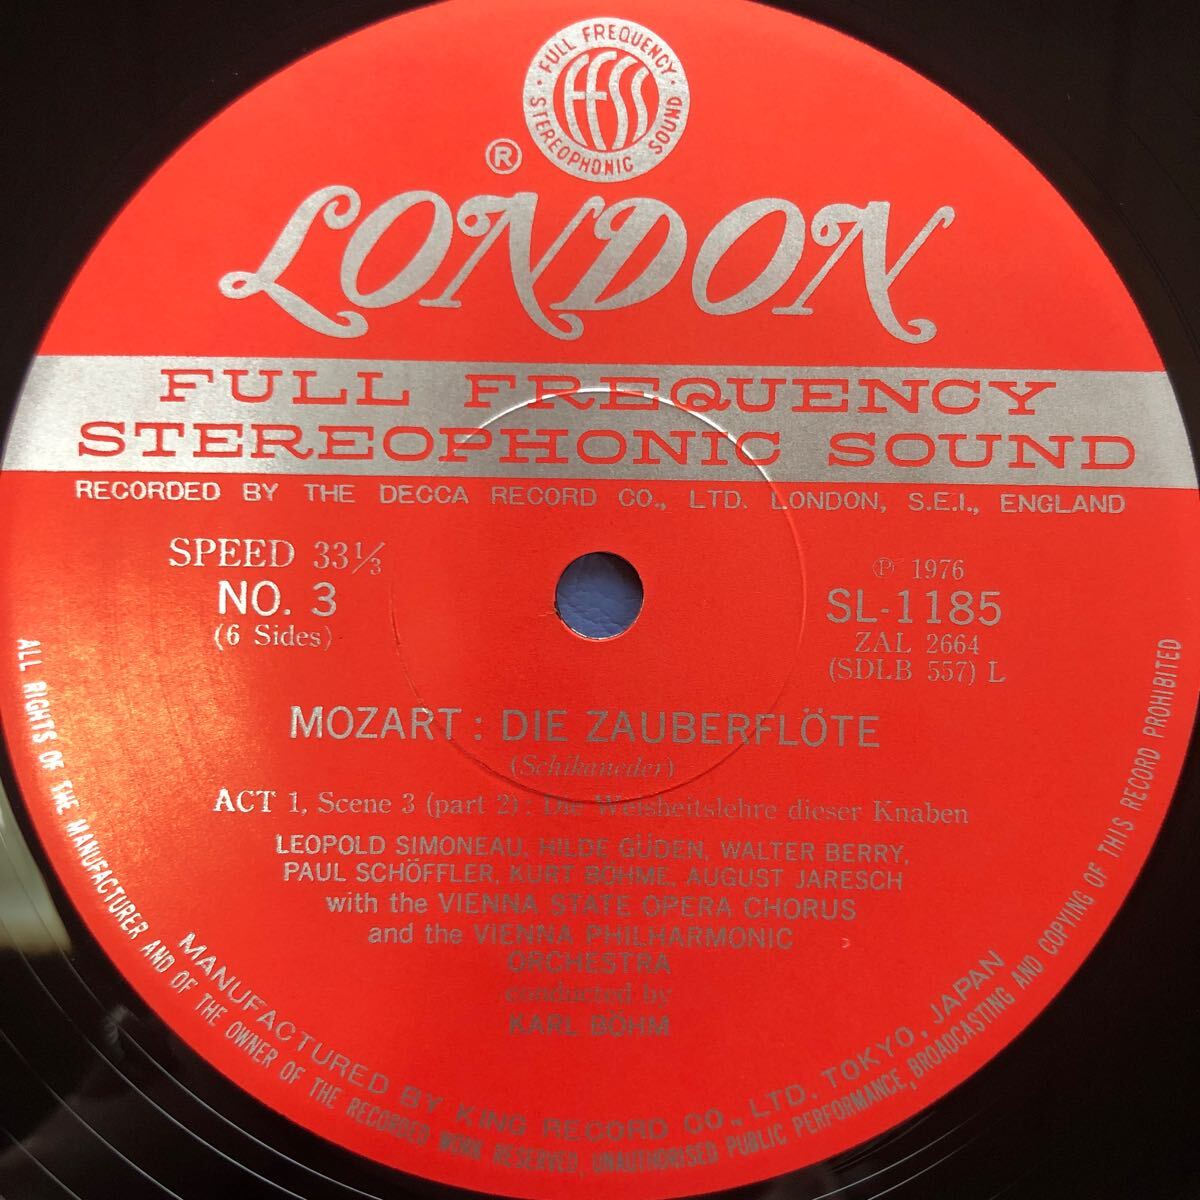 · FULL FREQUENCY · STEREOPHONIC SOUND
FFSS
®
LONDON
FULL FREQUENCY
STEREOPHONIC SOUND
RECORDED BY THE DECCA RECORD CO., LTD. LONDON, S.E.I., ENGLAND
SPEED 33⅓
NO. 3
(6 Sides)
Ⓟ 1976
SL-1185
ZAL 2664
(SDLB 557) L
MOZART : DIE ZAUBERFLÖTE
(Schikaneder)
ACT 1, Scene 3 (part 2) : Die Weisheitslehre dieser Knaben
LEOPOLD SIMONEAU, HILDE GÜDEN, WALTER BERRY,
PAUL SCHÖFFLER, KURT BÖHME, AUGUST JARESCH
with the VIENNA STATE OPERA CHORUS
and the VIENNA PHILHARMONIC
ORCHESTRA
conducted by
KARL BÖHM
MANUFACTURED BY KING RECORD CO., LTD. TOKYO, JAPAN
ALL RIGHTS OF THE MANUFACTURER AND OF THE OWNER OF THE RECORDED WORK RESERVED, UNAUTHORISED PUBLIC PERFORMANCE, BROADCASTING AND COPYING OF THIS RECORD PROHIBITED